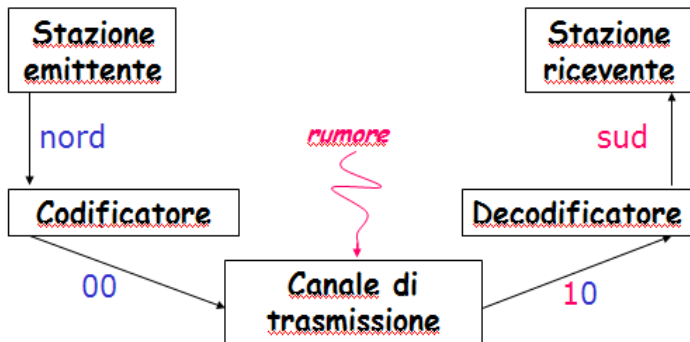 Stazione
emittente
Stazione
ricevente
nord
rumore
sud
Codificatore
Decodificatore
00
Canale di
trasmissione
10